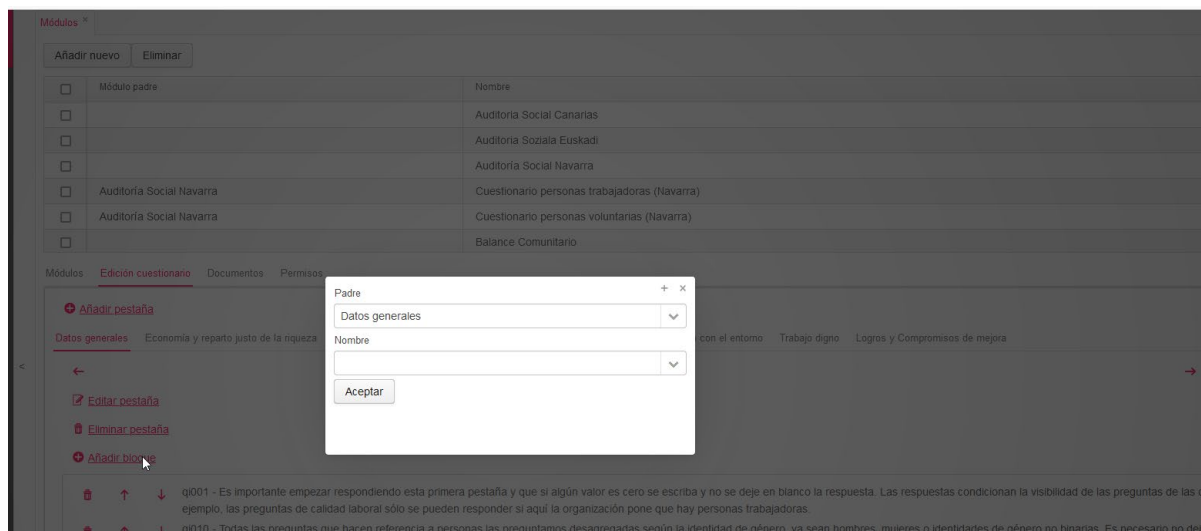 Módulos ×
Añadir nuevo Eliminar
Módulo padre Nombre
Auditoria Social Canarias
Auditoria Soziala Euskadi
Auditoría Social Navarra
Auditoría Social Navarra Cuestionario personas trabajadoras (Navarra)
Auditoría Social Navarra Cuestionario personas voluntarias (Navarra)
Balance Comunitario
Módulos Edición cuestionario Documentos Permisos
Padre
Datos generales
Nombre
Aceptar
Añadir pestaña
Datos generales Economía y reparto justo de la riqueza con el entorno Trabajo digno Logros y Compromisos de mejora
Editar pestaña
Eliminar pestaña
Añadir bloque
qi001 - Es importante empezar respondiendo esta primera pestaña y que si algún valor es cero se escriba y no se deje en blanco la respuesta. Las respuestas condicionan la visibilidad de las preguntas de las
ejemplo, las preguntas de calidad laboral sólo se pueden responder si aquí la organización pone que hay personas trabajadoras.
qi010 - Todas las preguntas que hacen referencia a personas las preguntamos desagregadas según la identidad de género, ya sean hombres, mujeres o identidades de género no binarias. Es necesario